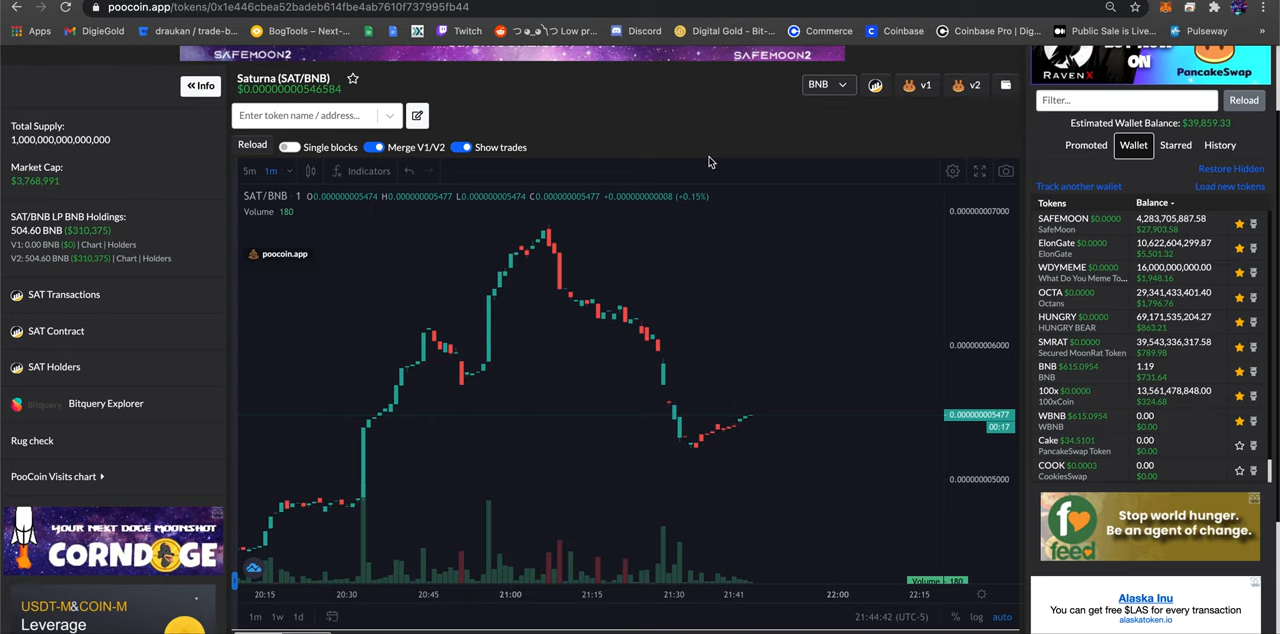 poocoin.app/tokens/0x1e446cbea52badeb614fbe4ab7610f737995fb44
Apps
DigieGold
draukan / trade-b...
BogTools – Next-...
Twitch
Low pr...
Discord
Digital Gold - Bit-...
Commerce
Coinbase
Coinbase Pro | Dig...
Public Sale is Live...
Pulseway
»
SAFEMOON2
SAFEMOON2
RAVENX
ON
PancakeSwap
« Info
Saturna (SAT/BNB)
$0.00000000546584
BNB
v1
v2
Enter token name / address...
Filter...
Reload
Total Supply:
1,000,000,000,000,000
Market Cap:
$3,768,991
SAT/BNB LP BNB Holdings:
504.60 BNB ($310,375)
V1: 0.00 BNB ($0) | Chart | Holders
V2: 504.60 BNB ($310,375) | Chart | Holders
SAT Transactions
SAT Contract
SAT Holders
Bitquery
Bitquery Explorer
Rug check
PooCoin Visits chart
YOUR NEXT DOGE MOONSHOT
CORNDOGE
USDT-M&COIN-M
Leverage
Reload
Single blocks
Merge V1/V2
Show trades
5m
1m
Indicators
SAT/BNB 1 O0.000000005474 H0.000000005477 L0.000000005474 C0.000000005477 +0.000000000008 (+0.15%)
Volume 180
poocoin.app
0.000000007000
0.000000006000
0.000000005477
00:17
0.000000005000
Volume 180
20:15
20:30
20:45
21:00
21:15
21:30
21:41
22:00
22:15
1m
1w
1d
21:44:42 (UTC-5)
%
log
auto
Estimated Wallet Balance: $39,859.33
Promoted
Wallet
Starred
History
Restore Hidden
Track another wallet
Load new tokens
Tokens
Balance
SAFEMOON $0.0000 4,283,705,887.58
SafeMoon $27,903.58
ElonGate $0.0000 10,622,604,299.87
ElonGate $5,501.32
WDYMEME $0.0000 16,000,000,000.00
What Do You Meme To... $1,948.16
OCTA $0.0000 29,341,433,401.40
Octans $1,796.76
HUNGRY $0.0000 69,171,535,204.27
HUNGRY BEAR $863.21
SMRAT $0.0000 39,543,336,317.58
Secured MoonRat Token $789.98
BNB $615.0954 1.19
BNB $731.64
100x $0.0000 13,561,478,848.00
100xCoin $324.68
WBNB $615.0954 0.00
WBNB $0.00
Cake $34.5101 0.00
PancakeSwap Token $0.00
COOK $0.0003 0.00
CookiesSwap $0.00
feed
Stop world hunger.
Be an agent of change.
Alaska Inu
You can get free $LAS for every transaction
alaskatoken.io